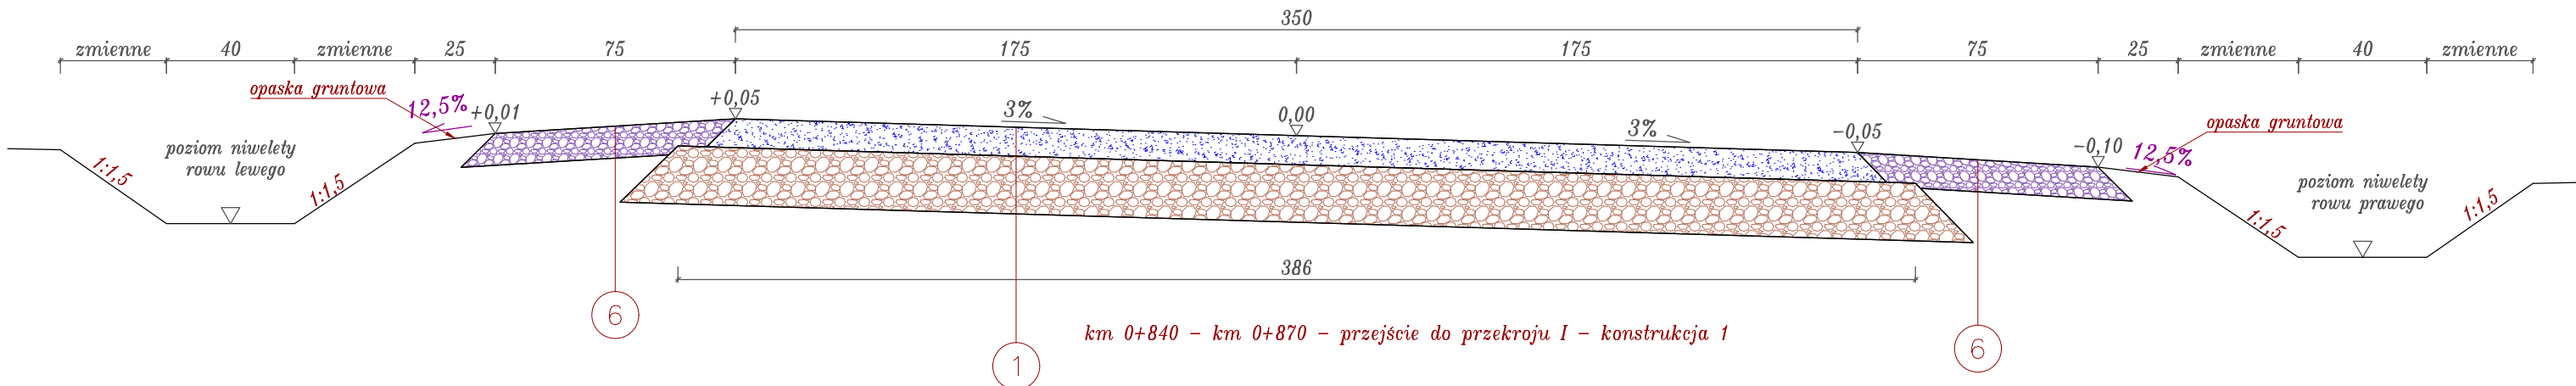 350
zmienne 40 zmienne 25 75 175 175 75 25 zmienne 40 zmienne
opaska gruntowa
12,5% +0,01
+0,05
3%
0,00
3%
-0,05
-0,10
12,5%
opaska gruntowa
poziom niwelety
rowu lewego
1:1,5
1:1,5
poziom niwelety
rowu prawego
1:1,5
1:1,5
386
6
1
6
km 0+840 - km 0+870 - przejście do przekroju I - konstrukcja 1